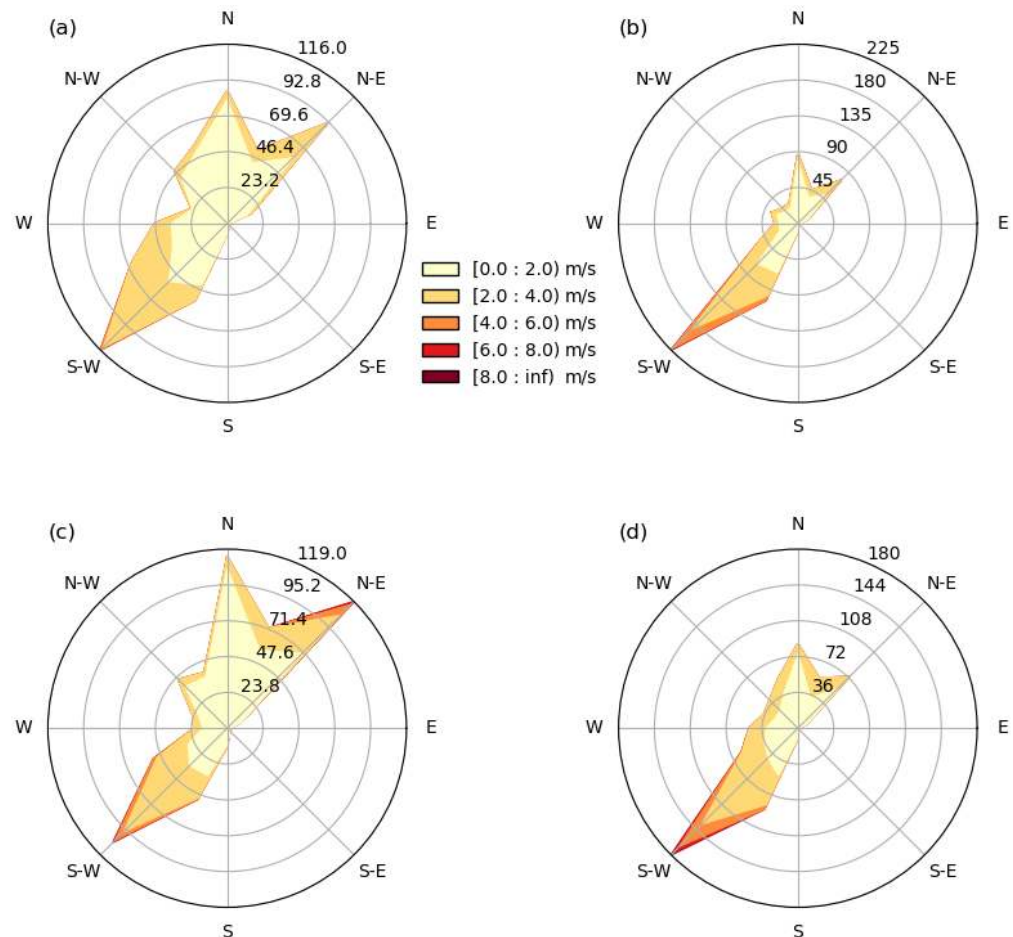 (a)
N
116.0
N-W
92.8
N-E
69.6
46.4
23.2
W
E
S-W
S-E
S
(b)
N
225
N-W
180
N-E
135
90
45
W
E
S-W
S-E
S
[0.0 : 2.0) m/s
[2.0 : 4.0) m/s
[4.0 : 6.0) m/s
[6.0 : 8.0) m/s
[8.0 : inf) m/s
(c)
N
119.0
N-W
95.2
N-E
71.4
47.6
23.8
W
E
S-W
S-E
S
(d)
N
180
N-W
144
N-E
108
72
36
W
E
S-W
S-E
S